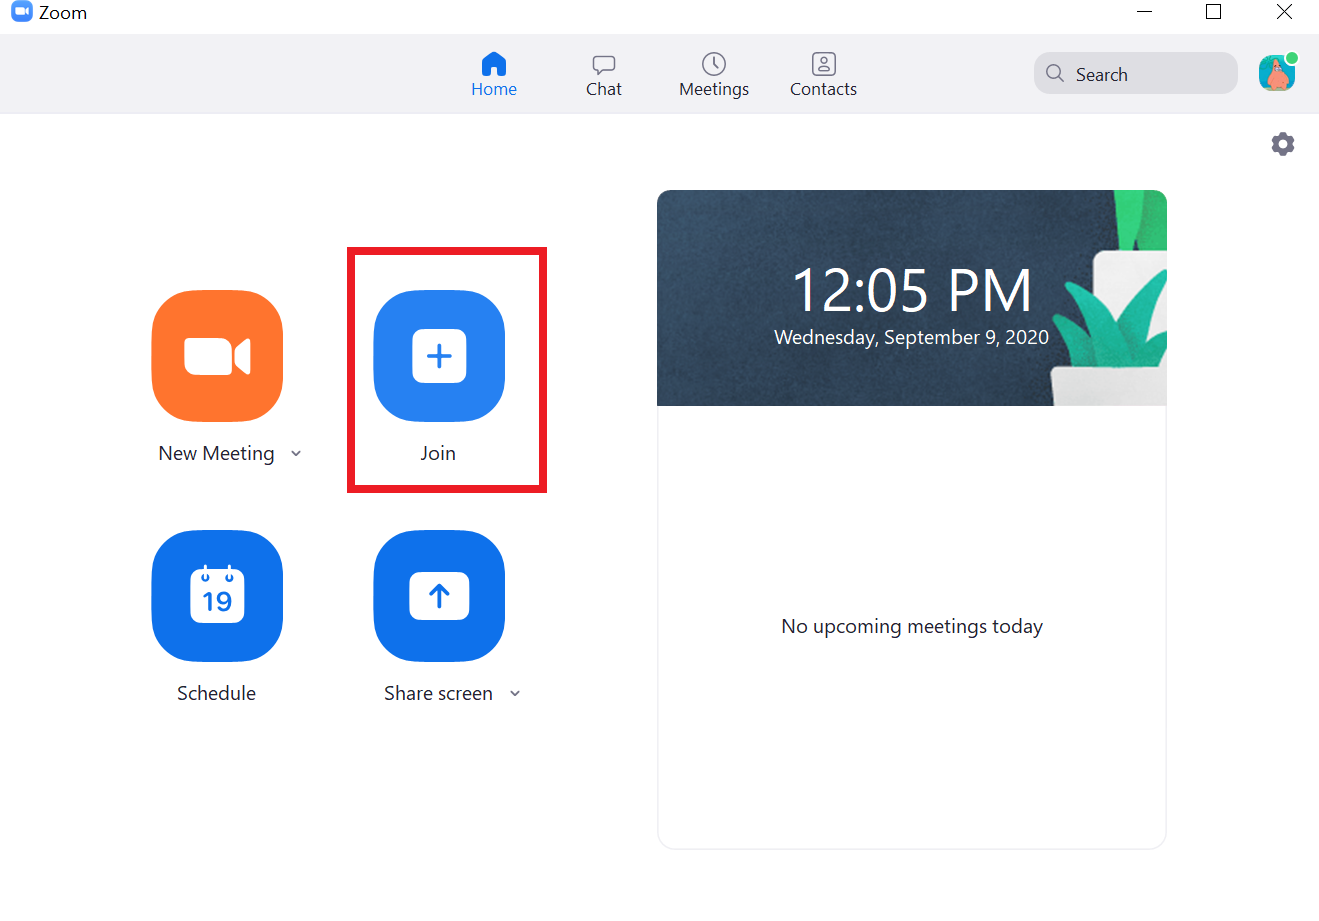 Zoom
Home
Chat
Meetings
Contacts
Search
12:05 PM
Wednesday, September 9, 2020
New Meeting
Join
19
Schedule
Share screen
No upcoming meetings today